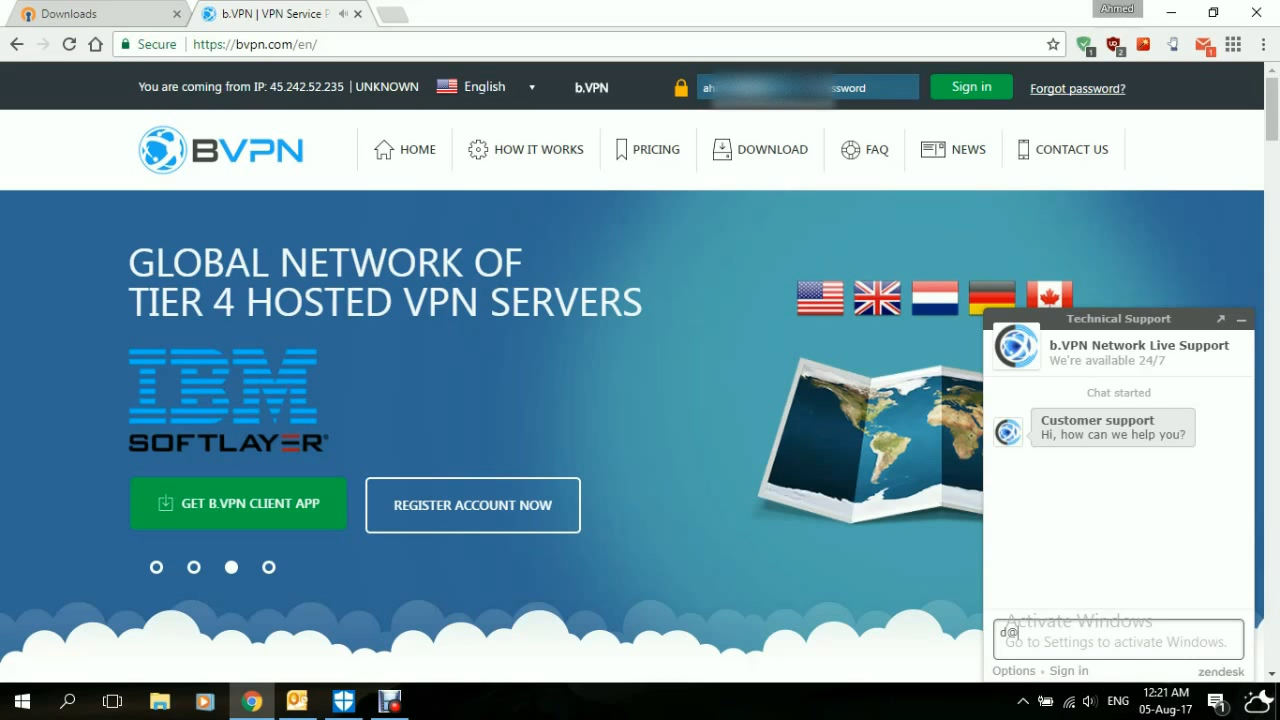 Downloads
b.VPN | VPN Service P
Ahmed
Secure
https://bvpn.com/en/
1
2
1
You are coming from IP: 45.242.52.235 | UNKNOWN
English
b.VPN
Sign in
Forgot password?
BVPN
HOME
HOW IT WORKS
PRICING
DOWNLOAD
FAQ
NEWS
CONTACT US
GLOBAL NETWORK OF
TIER 4 HOSTED VPN SERVERS
IBM
SOFTLAYER®
GET B.VPN CLIENT APP
REGISTER ACCOUNT NOW
Technical Support
b.VPN Network Live Support
We're available 24/7
Chat started
Customer support
Hi, how can we help you?
Activate Windows
d@
Go to Settings to activate Windows.
Options • Sign in
zendesk
ENG
12:21 AM
05-Aug-17
1